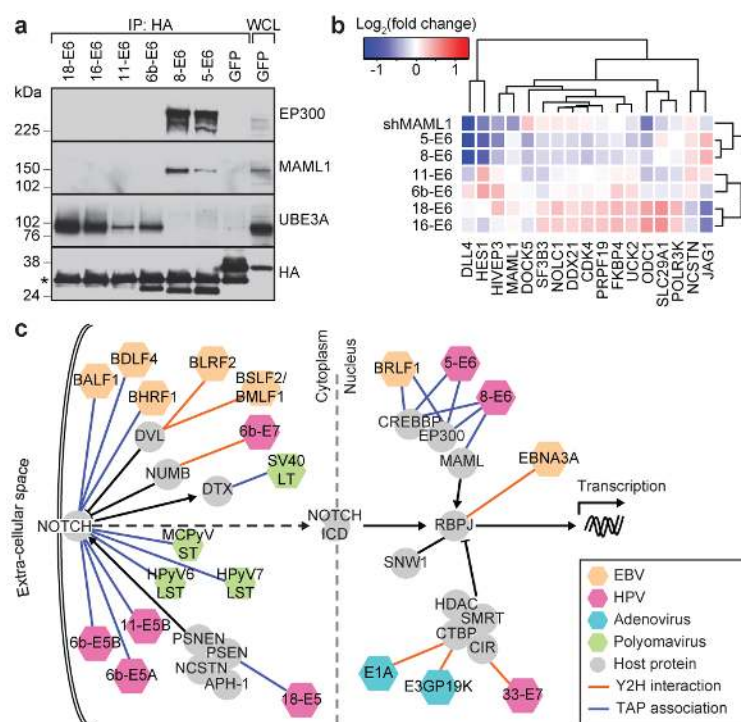 a
IP: HA
WCL
18-E6
16-E6
11-E6
6b-E6
8-E6
5-E6
GFP
GFP
kDa
225
EP300
150
102
MAML1
102
76
UBE3A
*
24
HA
b
Log2(fold change)
-1 0 1
shMAML1
5-E6
8-E6
11-E6
6b-E6
18-E6
16-E6
DLL4
HES1
HIVEP3
MAML1
DOCK5
SF3B3
NOLC1
DDX21
CDK4
PRPF19
FKBP4
UCK2
ODC1
SLC29A1
POLR3K
NCSTN
JAG1
c
Extra-cellular space
Cytoplasm
Nucleus
BALF1
BDLF4
BHRF1
BLRF2
BSLF2/
BMLF1
DVL
6b-E7
NUMB
SV40
LT
DTX
NOTCH
MCPyV
ST
HPyV6
LST
HPyV7
LST
11-E5B
6b-E5B
6b-E5A
PSNEN
PSEN
NCSTN
APH-1
18-E5
NOTCH
ICD
BRLF1
5-E6
8-E6
CREBBP
EP300
MAML
EBNA3A
RBPJ
Transcription
SNW1
HDAC
SMRT
CTBP
CIR
E1A
E3GP19K
33-E7
EBV
HPV
Adenovirus
Polyomavirus
Host protein
Y2H interaction
TAP association